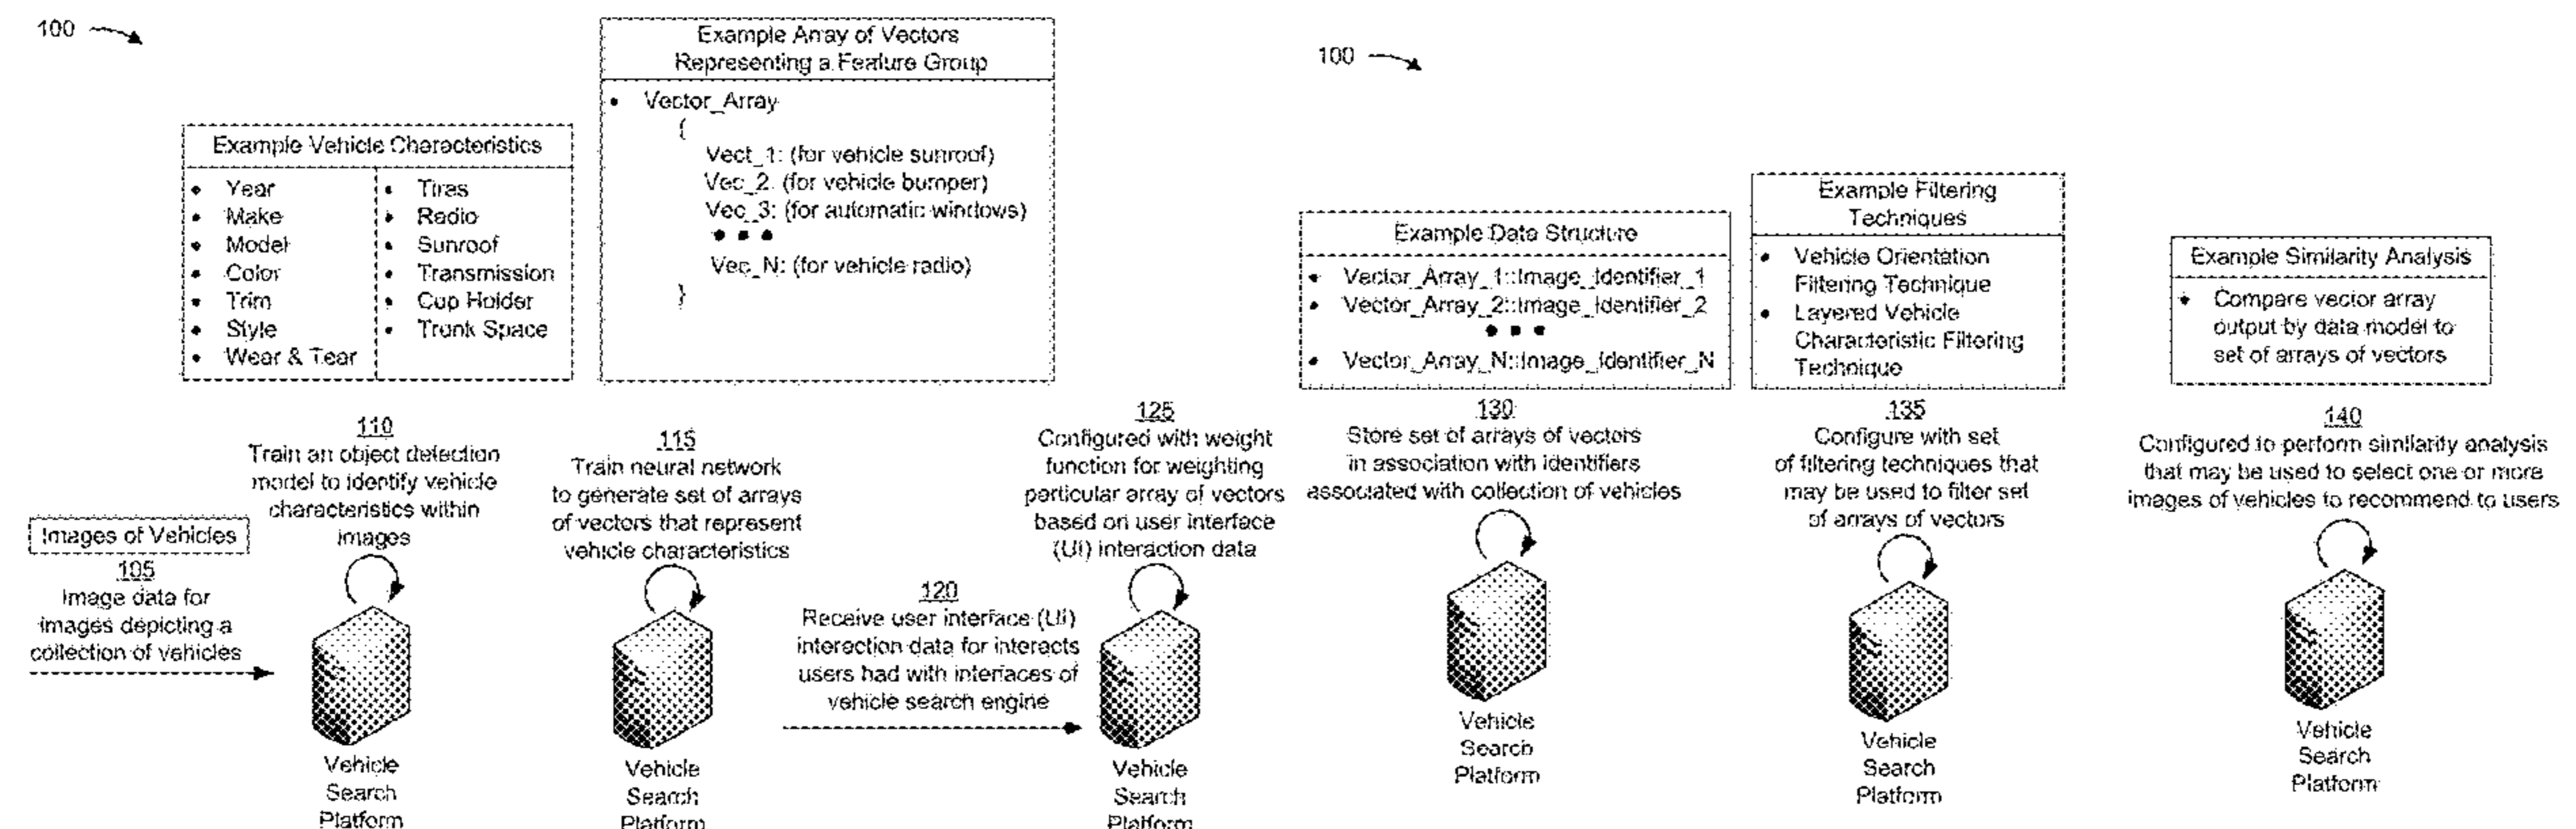 100
Example Vehicle Characteristics
• Year
• Make
• Model
• Color
• Trim
• Style
• Wear & Tear
• Tires
• Radio
• Sunroof
• Transmission
• Cup Holder
• Trunk Space
Example Array of Vectors
Representing a Feature Group
• Vector_Array
{
Vect_1: (for vehicle sunroof)
Vec_2: (for vehicle bumper)
Vec_3: (for automatic windows)
• • •
Vec_N: (for vehicle radio)
}
Images of Vehicles
105
Image data for
images depicting a
collection of vehicles
110
Train an object detection
model to identify vehicle
characteristics within
images
Vehicle
Search
Platform
115
Train neural network
to generate set of arrays
of vectors that represent
vehicle characteristics
Vehicle
Search
Platform
120
Receive user interface (UI)
interaction data for interacts
users had with interfaces of
vehicle search engine
125
Configured with weight
function for weighting
particular array of vectors
based on user interface
(UI) interaction data
Vehicle
Search
Platform
100
Example Data Structure
• Vector_Array_1::Image_Identifier_1
• Vector_Array_2::Image_Identifier_2
• • •
• Vector_Array_N::Image_Identifier_N
130
Store set of arrays of vectors
in association with identifiers
associated with collection of vehicles
Vehicle
Search
Platform
Example Filtering
Techniques
• Vehicle Orientation
Filtering Technique
• Layered Vehicle
Characteristic Filtering
Technique
135
Configure with set
of filtering techniques that
may be used to filter set
of arrays of vectors
Vehicle
Search
Platform
Example Similarity Analysis
• Compare vector array
output by data model to
set of arrays of vectors
140
Configured to perform similarity analysis
that may be used to select one or more
images of vehicles to recommend to users
Vehicle
Search
Platform